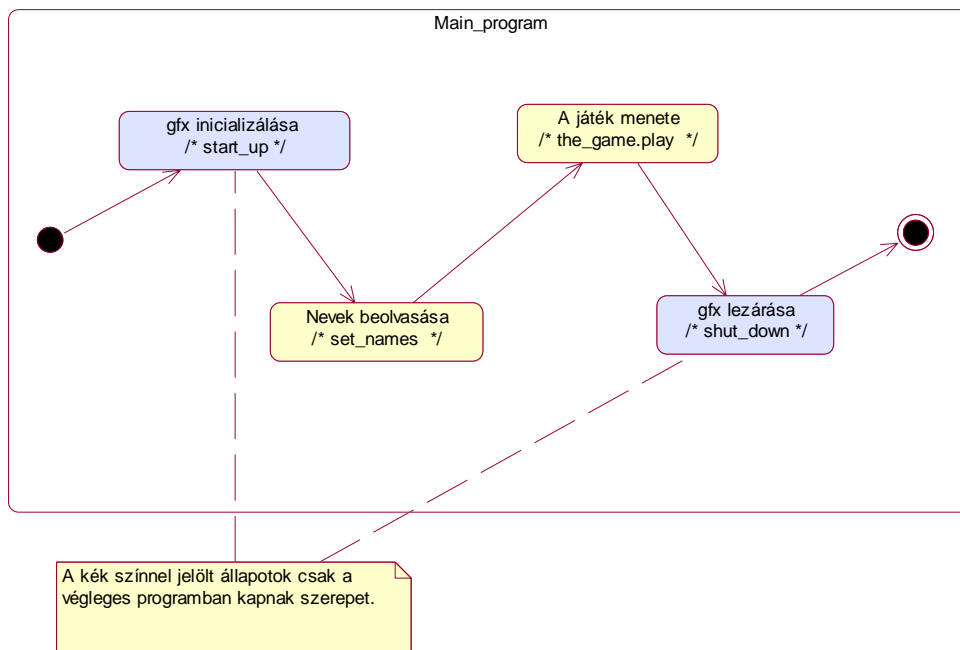 Main_program
gfx inicializálása
/* start_up */
A játék menete
/* the_game.play */
Nevek beolvasása
/* set_names */
gfx lezárása
/* shut_down */
A kék színnel jelölt állapotok csak a
végleges programban kapnak szerepet.